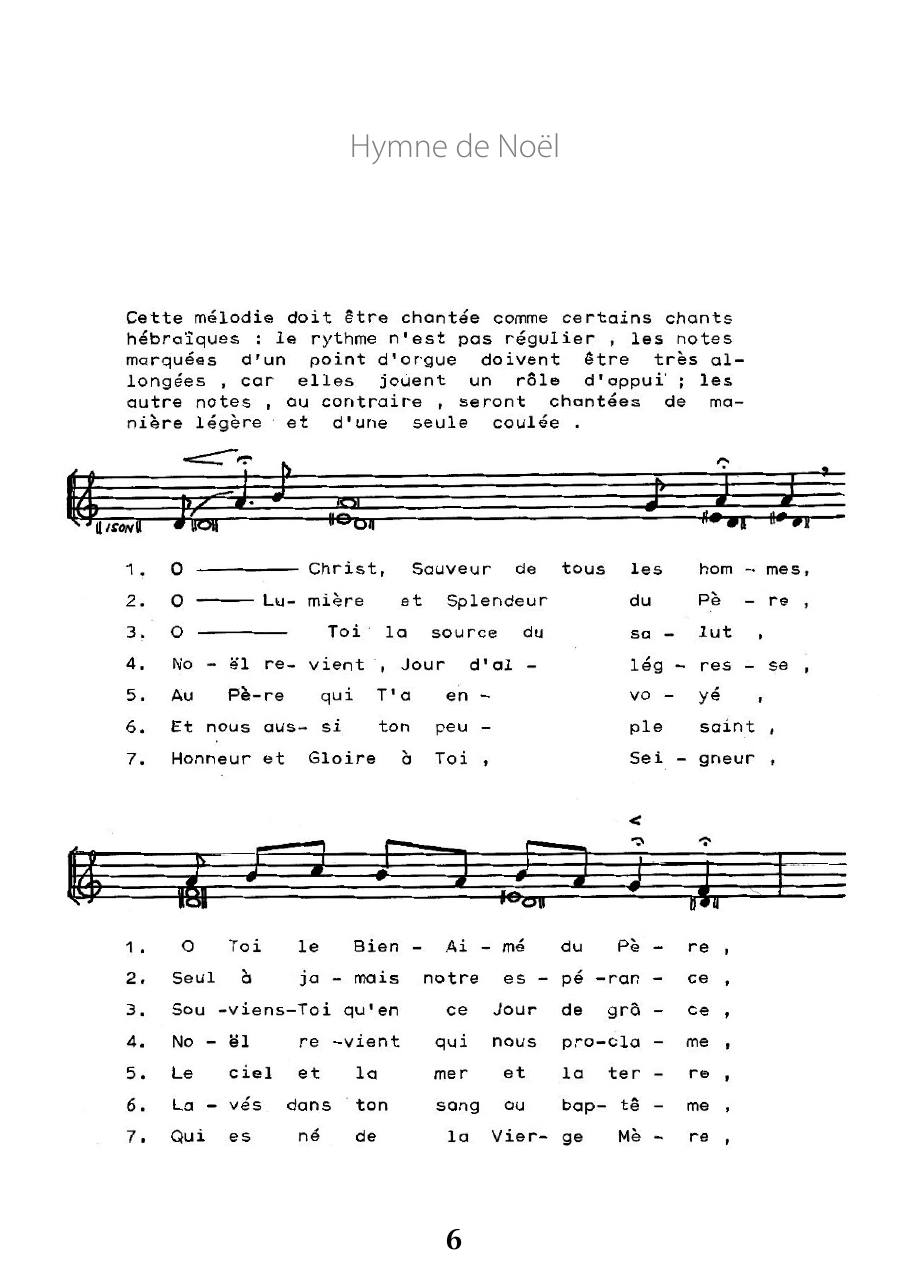 Hymne de Noël
Cette mélodie doit être chantée comme certains chants
hébraïques : le rythme n'est pas régulier , les notes
marquées d'un point d'orgue doivent être très al-
longées , car elles jouent un rôle d'appui ; les
autre notes , au contraire , seront chantées de ma-
nière légère et d'une seule coulée .
ISON
1. O ——— Christ, Sauveur de tous les hom - mes,
2. O ——— Lu- mière et Splendeur du Pè - re ,
3. O ——— Toi la source du sa - lut ,
4. No - ël re- vient , Jour d'al - lég - res - se ,
5. Au Pè-re qui T'a en - vo - yé ,
6. Et nous aus- si ton peu - ple saint ,
7. Honneur et Gloire à Toi , Sei - gneur ,
1. O Toi le Bien - Ai - mé du Pè - re ,
2. Seul à ja - mais notre es - pé -ran - ce ,
3. Sou -viens-Toi qu'en ce Jour de grâ - ce ,
4. No - ël re -vient qui nous pro-cla - me ,
5. Le ciel et la mer et la ter - re ,
6. La - vés dans ton sang au bap- tê - me ,
7. Qui es né de la Vier- ge Mè - re ,
6